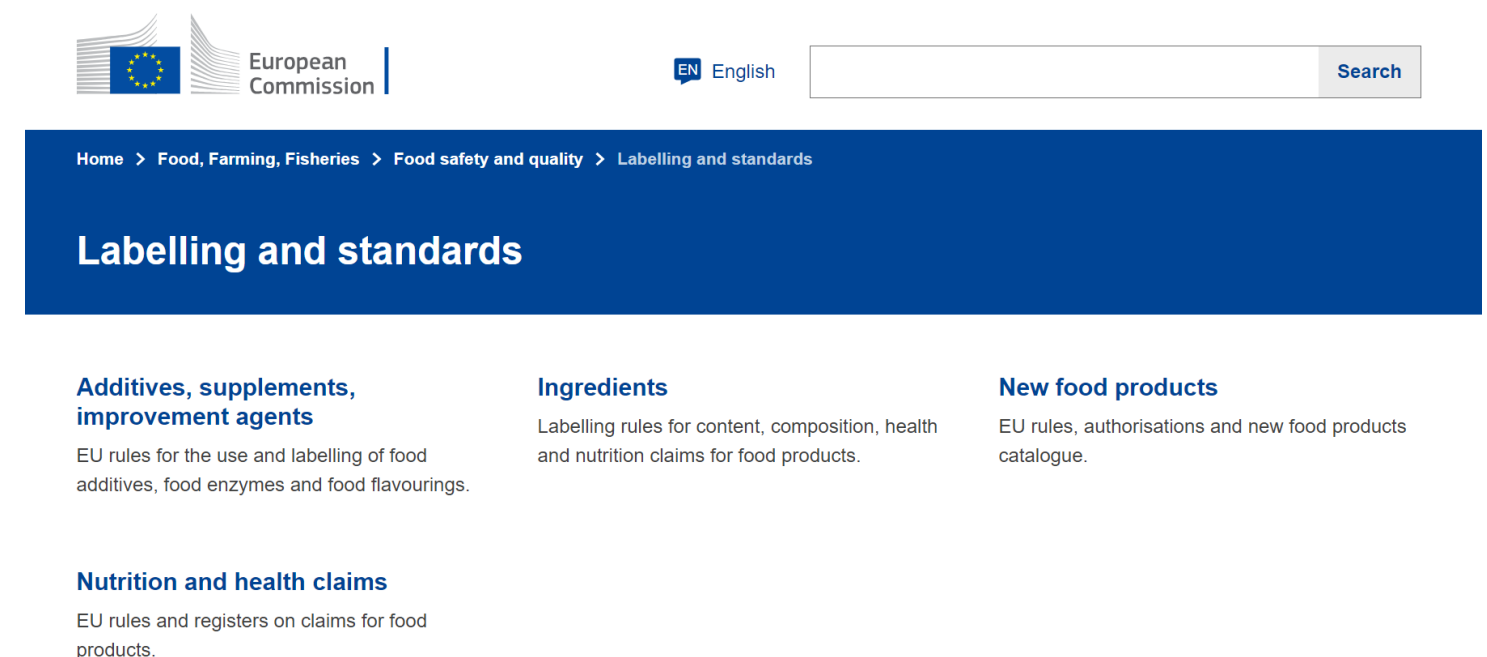 European
Commission
EN English
Search
Home > Food, Farming, Fisheries > Food safety and quality > Labelling and standards
Labelling and standards
Additives, supplements,
improvement agents
EU rules for the use and labelling of food
additives, food enzymes and food flavourings.
Ingredients
Labelling rules for content, composition, health
and nutrition claims for food products.
New food products
EU rules, authorisations and new food products
catalogue.
Nutrition and health claims
EU rules and registers on claims for food
products.